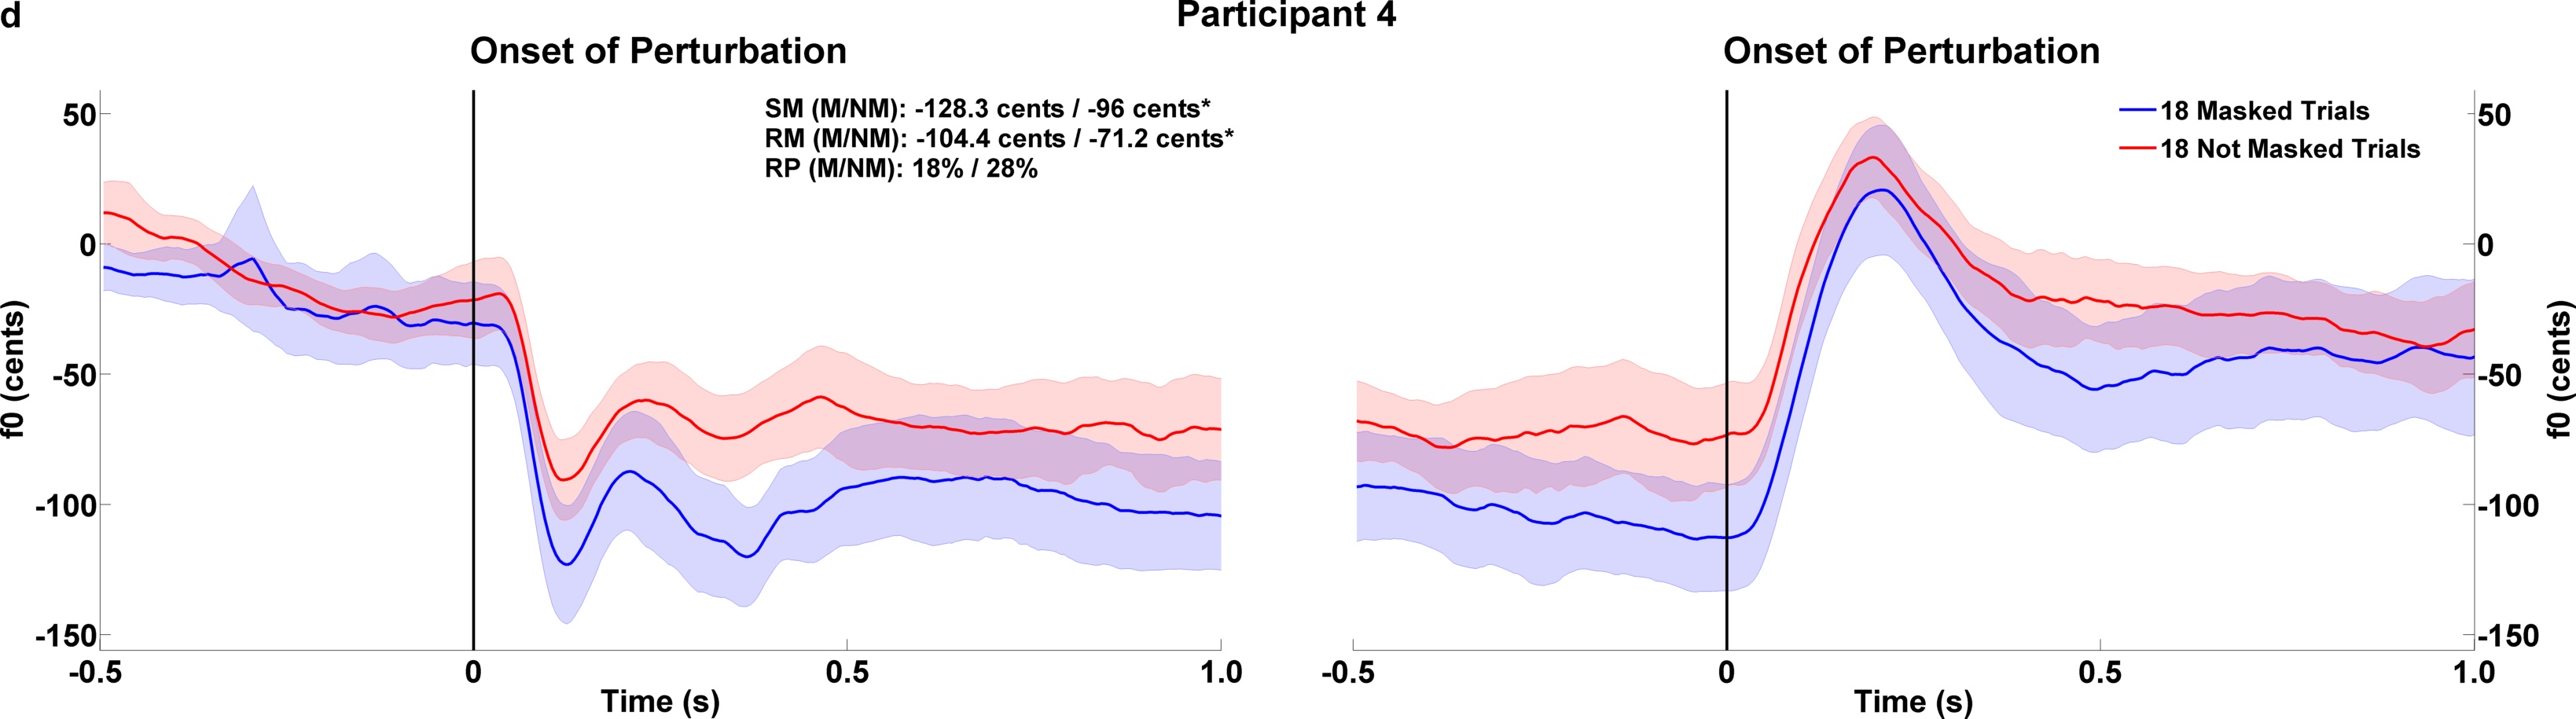 d
Participant 4
Onset of Perturbation
Onset of Perturbation
SM (M/NM): -128.3 cents / -96 cents*
RM (M/NM): -104.4 cents / -71.2 cents*
RP (M/NM): 18% / 28%
18 Masked Trials
18 Not Masked Trials
f0 (cents)
50
0
-50
-100
-150
-0.5
0
0.5
1.0
Time (s)
-0.5
0
0.5
1.0
Time (s)
50
0
-50
-100
-150
f0 (cents)